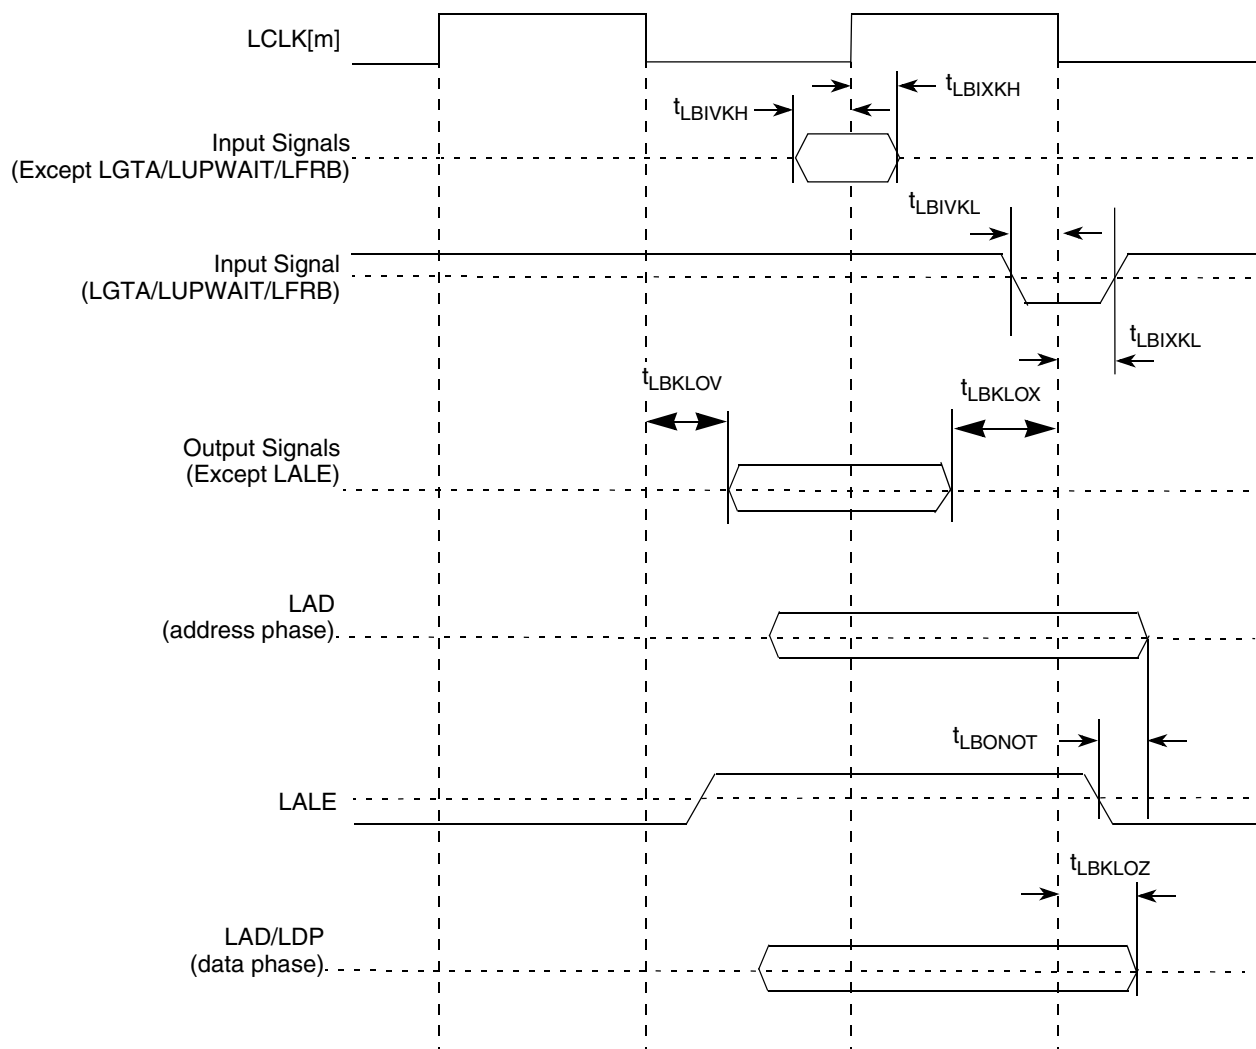 LCLK[m]
tLBIXKH
tLBIVKH
Input Signals
(Except LGTA/LUPWAIT/LFRB)
tLBIVKL
Input Signal
(LGTA/LUPWAIT/LFRB)
tLBIXKL
tLBKLOV
tLBKLOX
Output Signals
(Except LALE)
LAD
(address phase)
tLBONOT
LALE
tLBKLOZ
LAD/LDP
(data phase)